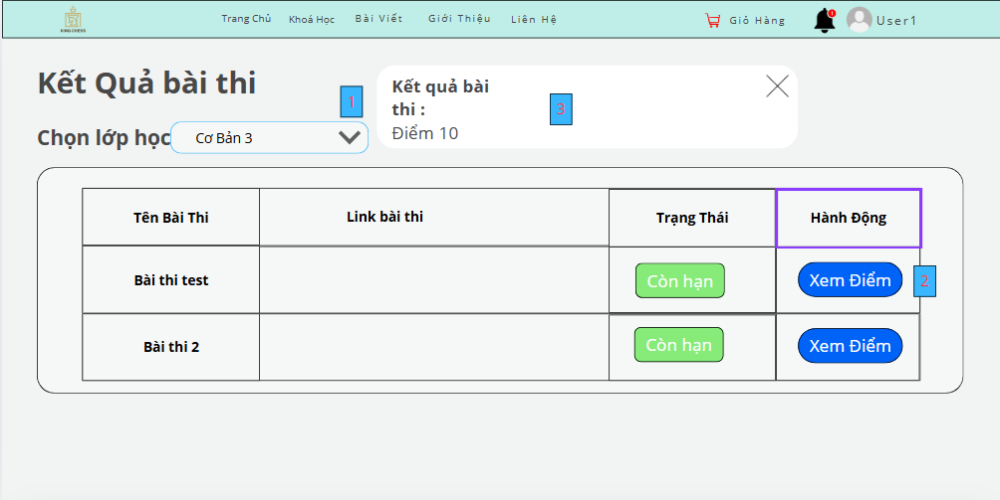 KING CHESS
Trang Chủ Khoá Học Bài Viết Giới Thiệu Liên Hệ Giỏ Hàng 1 User1
Kết Quả bài thi
1
Chọn lớp học Cơ Bản 3
Kết quả bài
thi :
Điểm 10
3
Tên Bài Thi Link bài thi Trạng Thái Hành Động
Bài thi test Còn hạn Xem Điểm 2
Bài thi 2 Còn hạn Xem Điểm